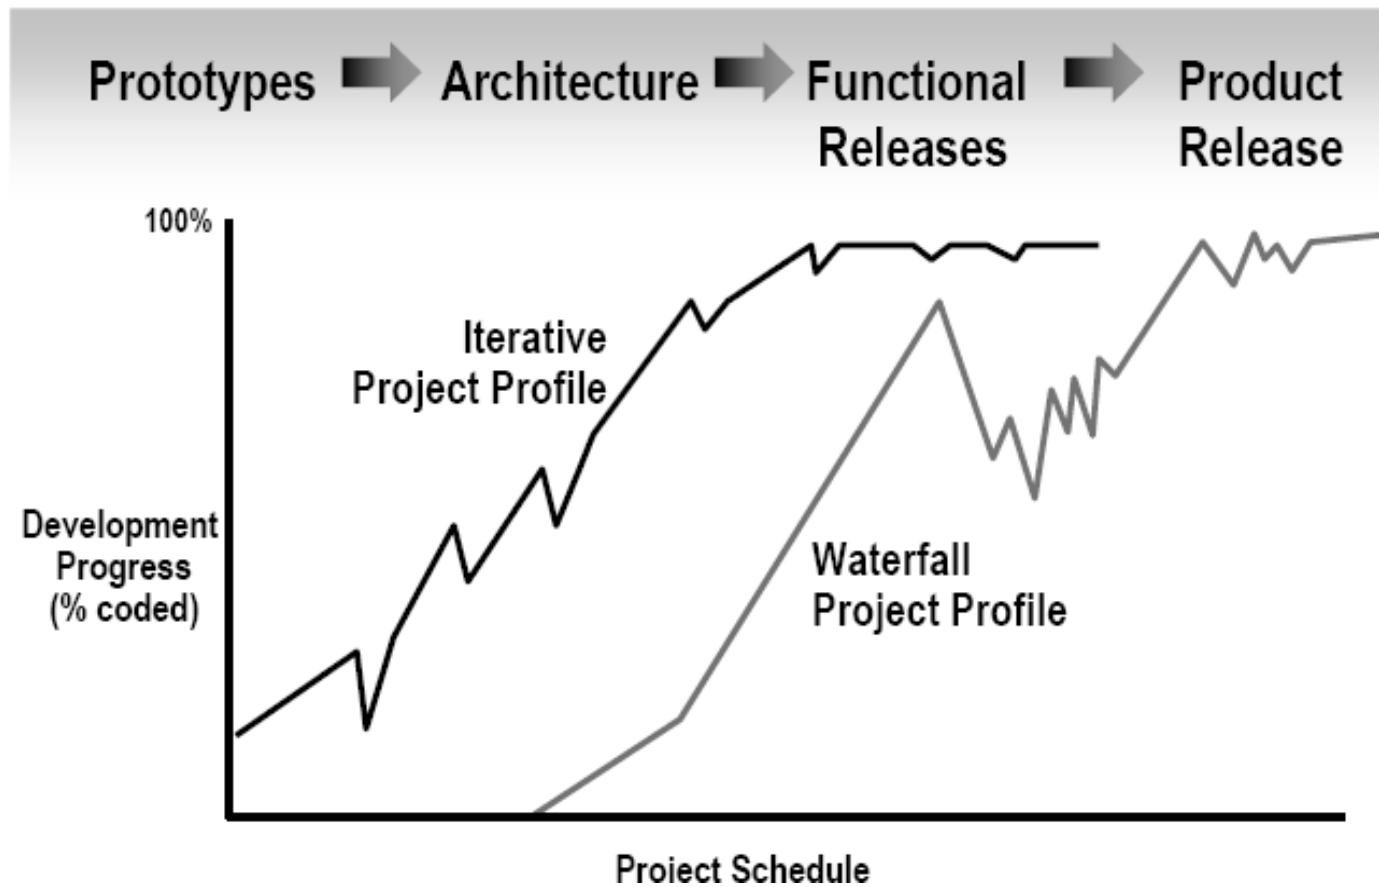 Prototypes Architecture Functional Product
Releases Release
100%
Iterative
Project Profile
Development
Progress
(% coded)
Waterfall
Project Profile
Project Schedule